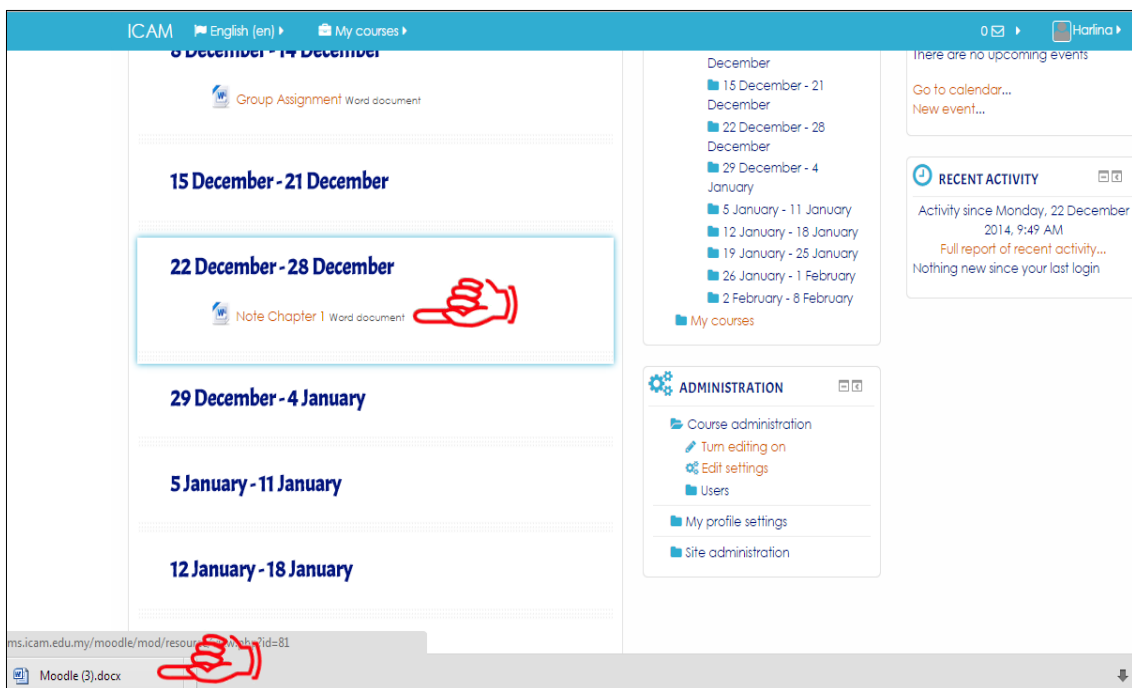 ICAM English (en) My courses 0 Harlina
8 December - 14 December
Group Assignment Word document
15 December - 21 December
22 December - 28 December
Note Chapter 1 Word document
29 December - 4 January
5 January - 11 January
12 January - 18 January
December
15 December - 21
December
22 December - 28
December
29 December - 4
January
5 January - 11 January
12 January - 18 January
19 January - 25 January
26 January - 1 February
2 February - 8 February
My courses
ADMINISTRATION
Course administration
Turn editing on
Edit settings
Users
My profile settings
Site administration
There are no upcoming events
Go to calendar...
New event...
RECENT ACTIVITY
Activity since Monday, 22 December
2014, 9:49 AM
Full report of recent activity...
Nothing new since your last login
ms.icam.edu.my/moodle/mod/resource/view.php?id=81
Moodle (3).docx